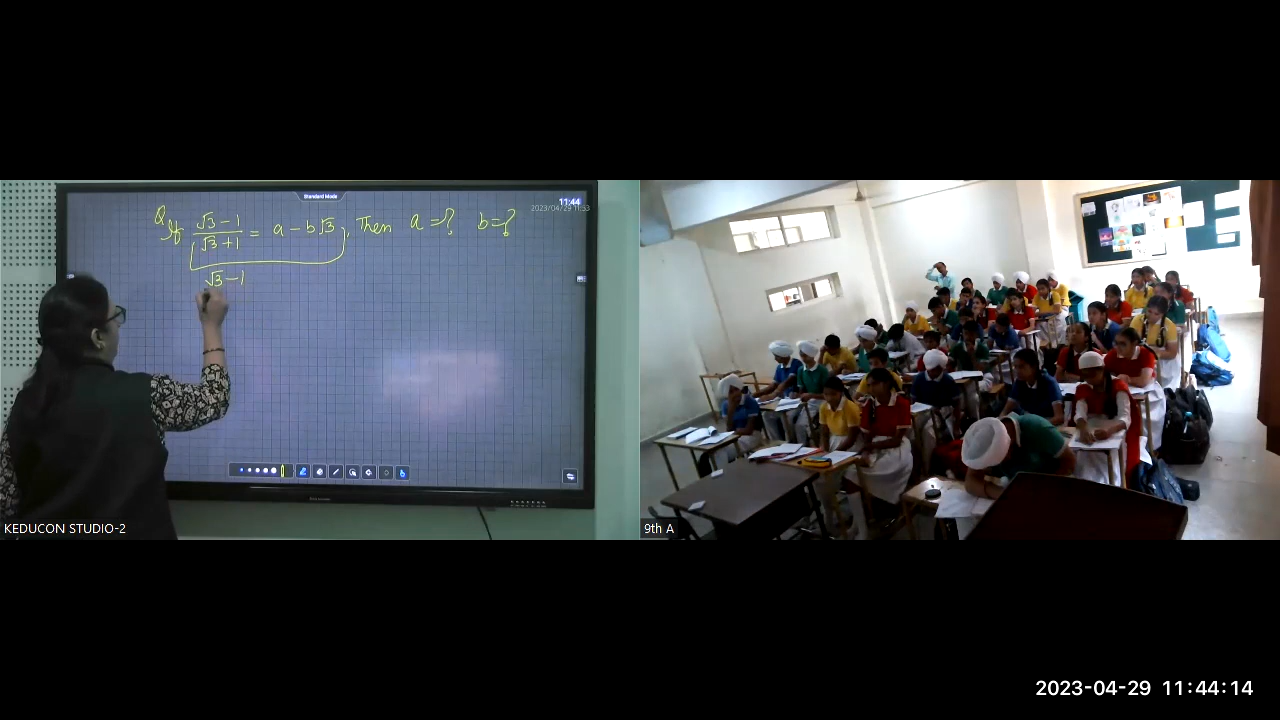 Standard Mode
11:44
2023/04/29 11:53
Q If √3-1/√3+1 = a-b√3, Then a=? b=?
√3-1
KEDUCON STUDIO-2
9th A
2023-04-29 11:44:14